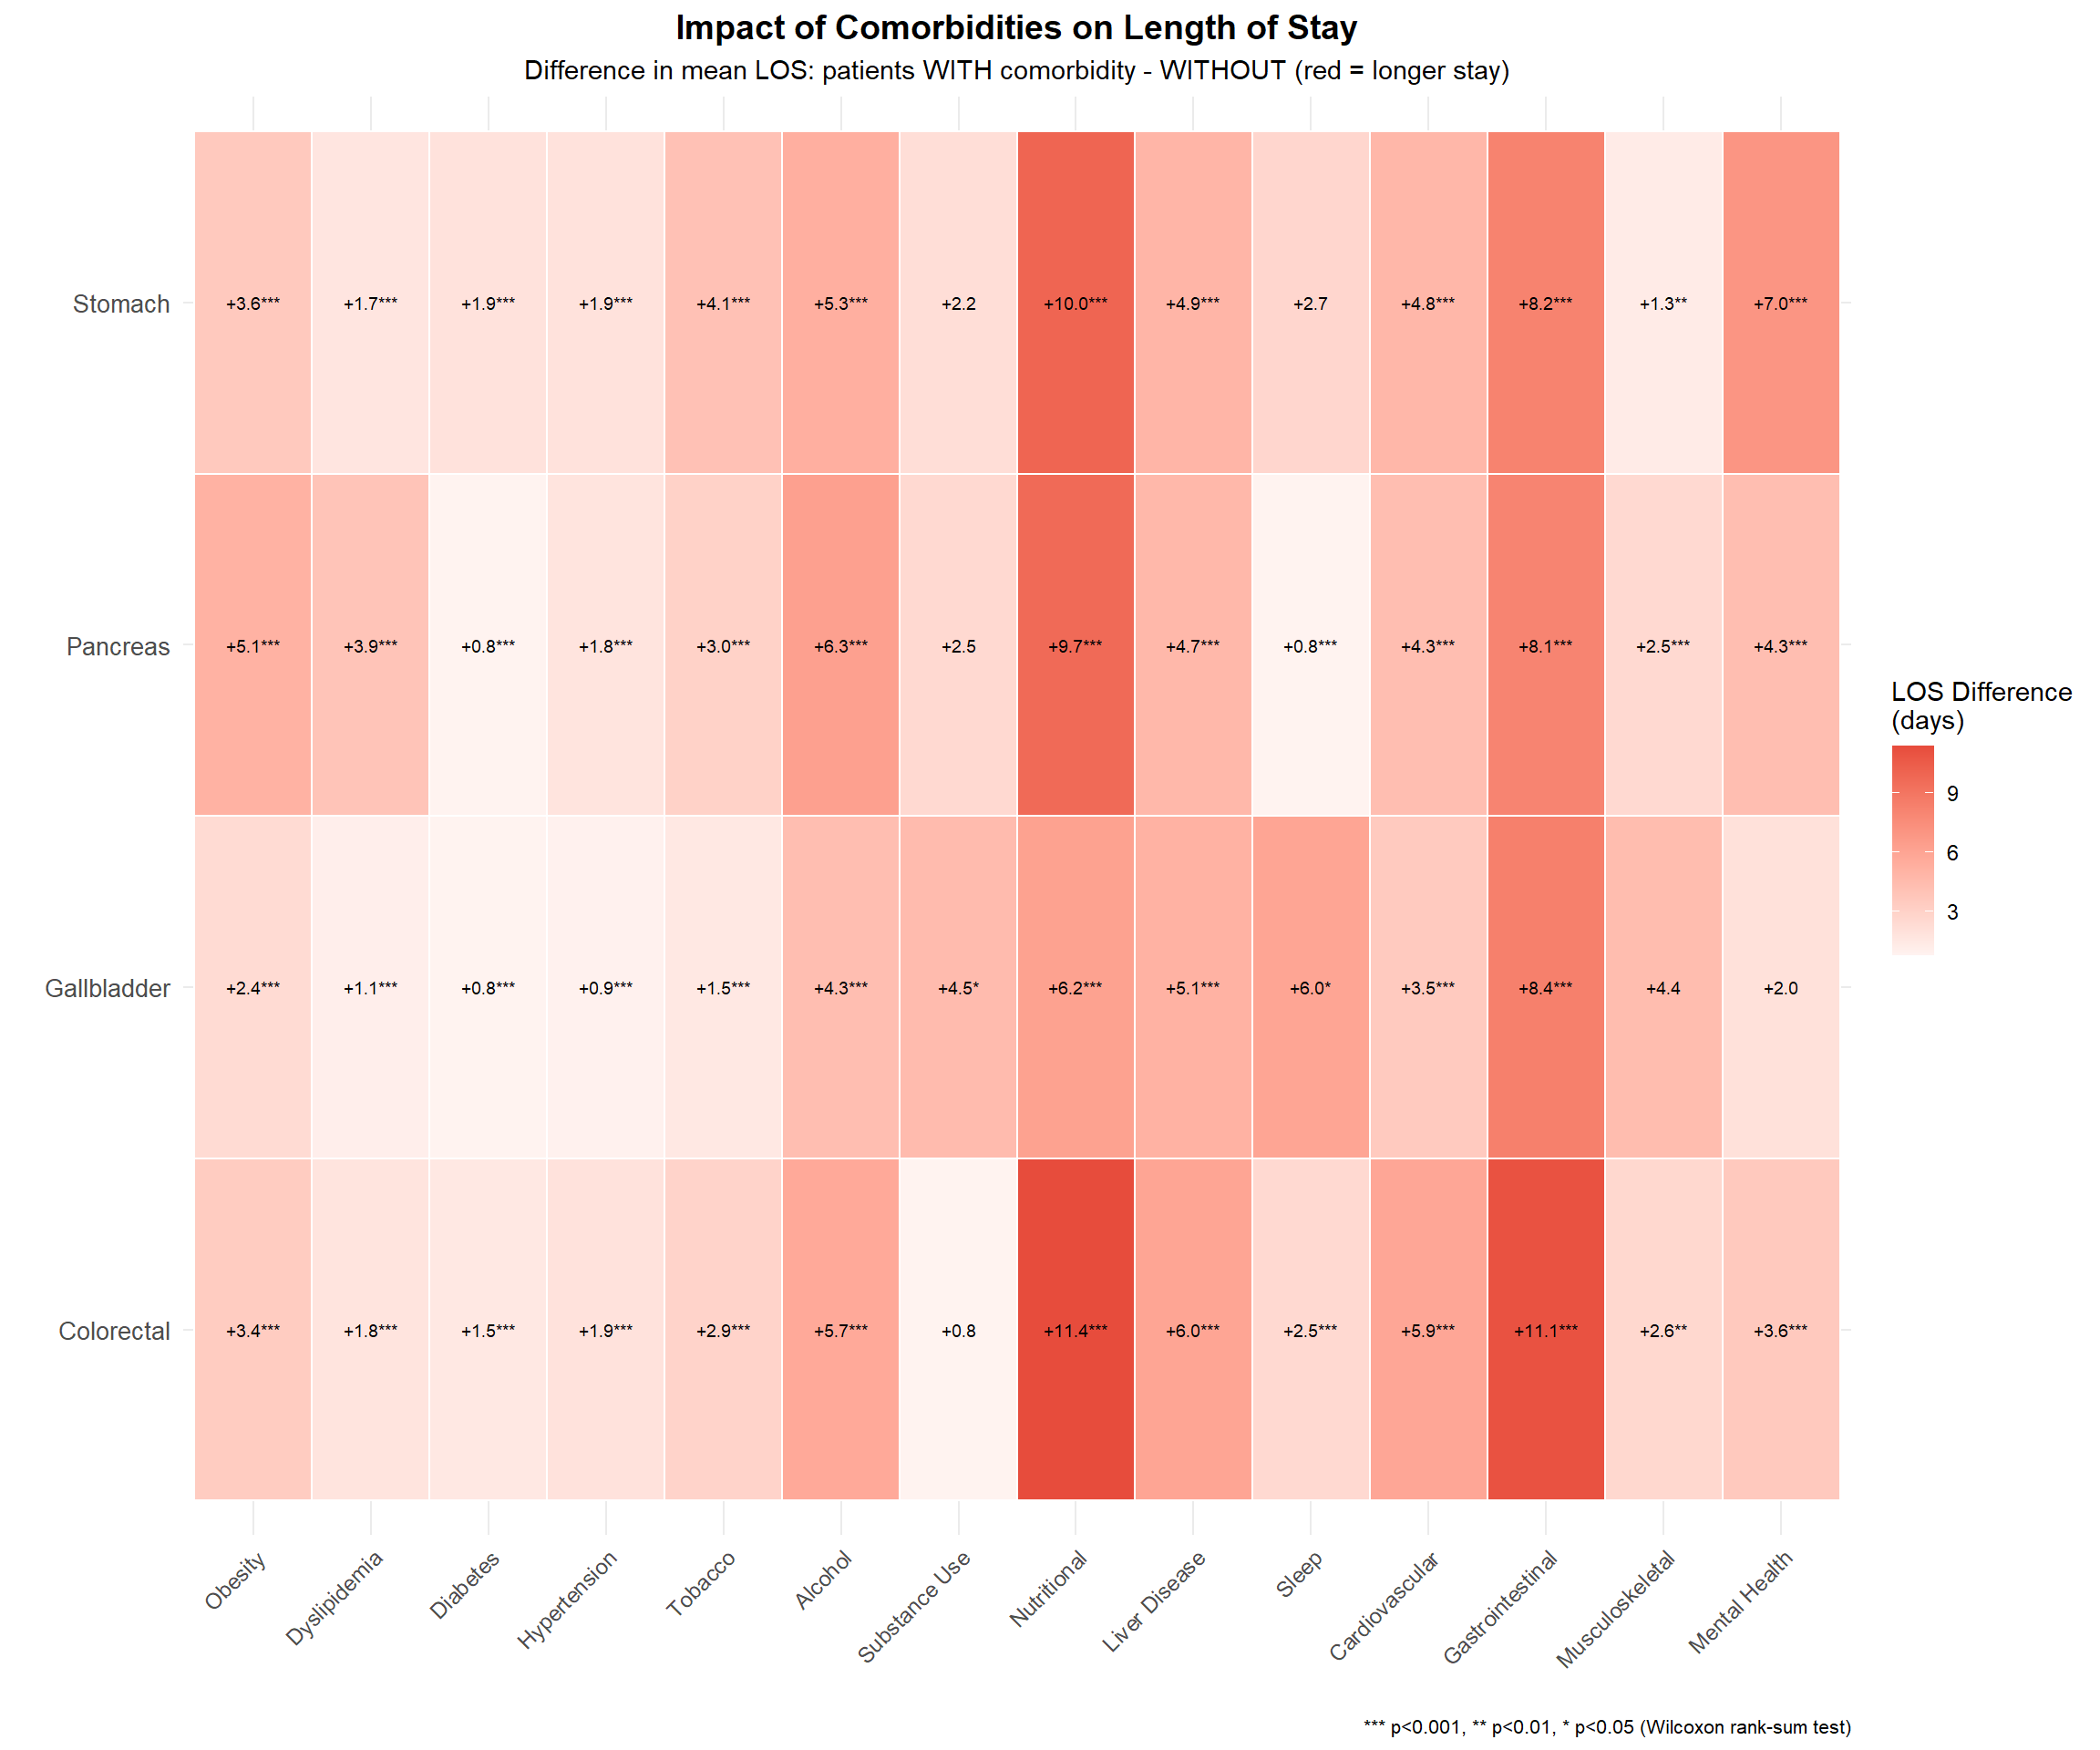 Impact of Comorbidities on Length of Stay
Difference in mean LOS: patients WITH comorbidity - WITHOUT (red = longer stay)
Stomach +3.6*** +1.7*** +1.9*** +1.9*** +4.1*** +5.3*** +2.2 +10.0*** +4.9*** +2.7 +4.8*** +8.2*** +1.3** +7.0***
Pancreas +5.1*** +3.9*** +0.8*** +1.8*** +3.0*** +6.3*** +2.5 +9.7*** +4.7*** +0.8*** +4.3*** +8.1*** +2.5*** +4.3***
Gallbladder +2.4*** +1.1*** +0.8*** +0.9*** +1.5*** +4.3*** +4.5* +6.2*** +5.1*** +6.0* +3.5*** +8.4*** +4.4 +2.0
Colorectal +3.4*** +1.8*** +1.5*** +1.9*** +2.9*** +5.7*** +0.8 +11.4*** +6.0*** +2.5*** +5.9*** +11.1*** +2.6** +3.6***
Obesity Dyslipidemia Diabetes Hypertension Tobacco Alcohol Substance Use Nutritional Liver Disease Sleep Cardiovascular Gastrointestinal Musculoskeletal Mental Health
LOS Difference
(days)
9
6
3
*** p<0.001, ** p<0.01, * p<0.05 (Wilcoxon rank-sum test)